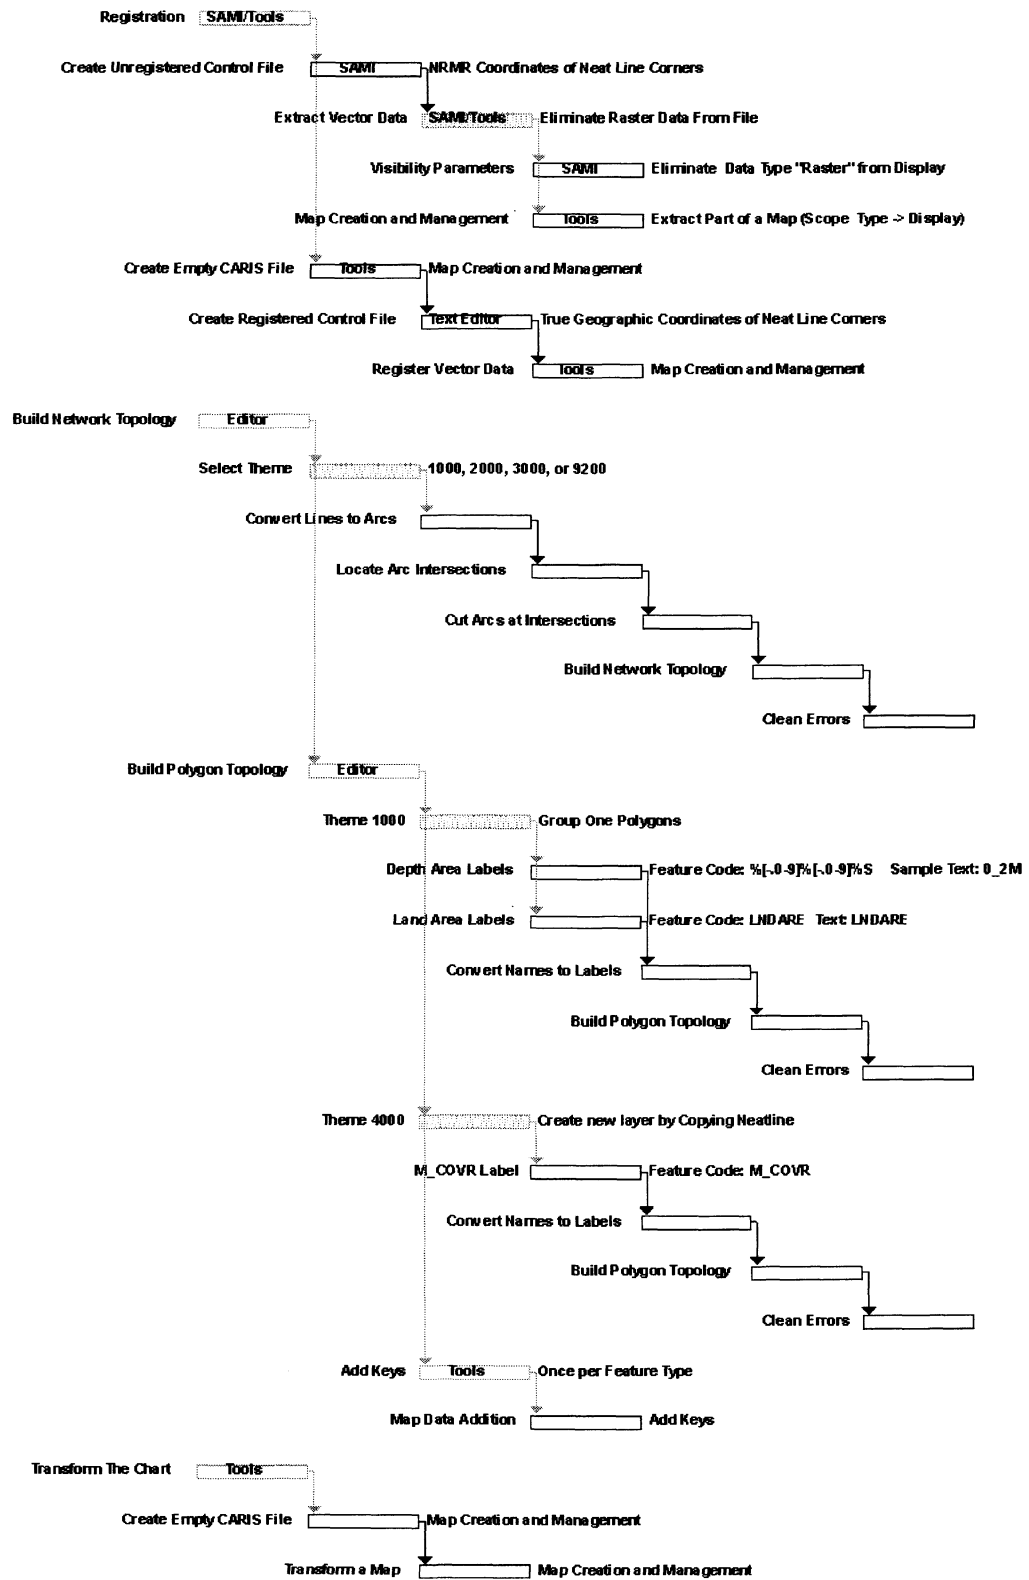 Registration SAMI/Tools
Create Unregistered Control File SAMI NRMR Coordinates of Neat Line Corners
Extract Vector Data SAMI/Tools Eliminate Raster Data From File
Visibility Parameters SAMI Eliminate Data Type "Raster" from Display
Map Creation and Management Tools Extract Part of a Map (Scope Type -> Display)
Create Empty CARIS File Tools Map Creation and Management
Create Registered Control File Text Editor True Geographic Coordinates of Neat Line Corners
Register Vector Data Tools Map Creation and Management
Build Network Topology Editor
Select Theme 1000, 2000, 3000, or 9200
Convert Lines to Arcs
Locate Arc Intersections
Cut Arcs at Intersections
Build Network Topology
Clean Errors
Build Polygon Topology Editor
Theme 1000 Group One Polygons
Depth Area Labels Feature Code: %[-.0-9]%[-.0-9]%S Sample Text: 0_2M
Land Area Labels Feature Code: LNDARE Text: LNDARE
Convert Names to Labels
Build Polygon Topology
Clean Errors
Theme 4000 Create new layer by Copying Neatline
M_COVR Label Feature Code: M_COVR
Convert Names to Labels
Build Polygon Topology
Clean Errors
Add Keys Tools Once per Feature Type
Map Data Addition Add Keys
Transform The Chart Tools
Create Empty CARIS File Map Creation and Management
Transform a Map Map Creation and Management